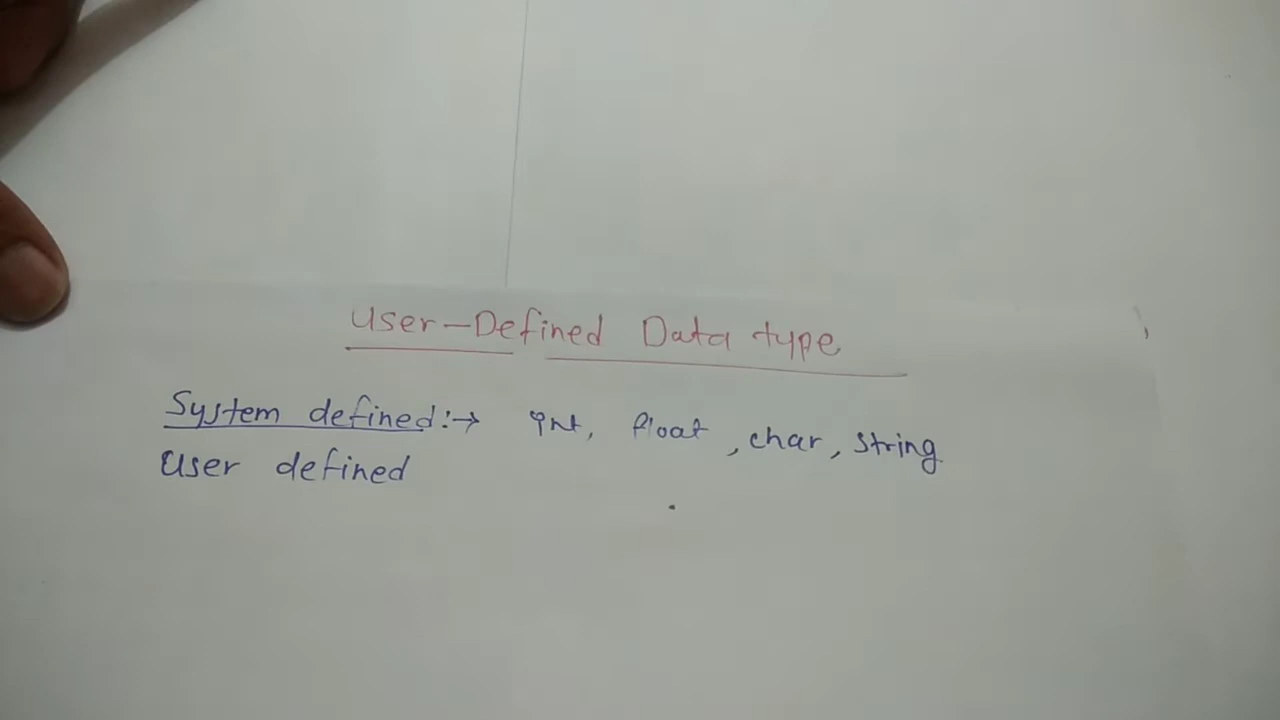 User-Defined Data type
System defined:→ int, float, char, string
User defined